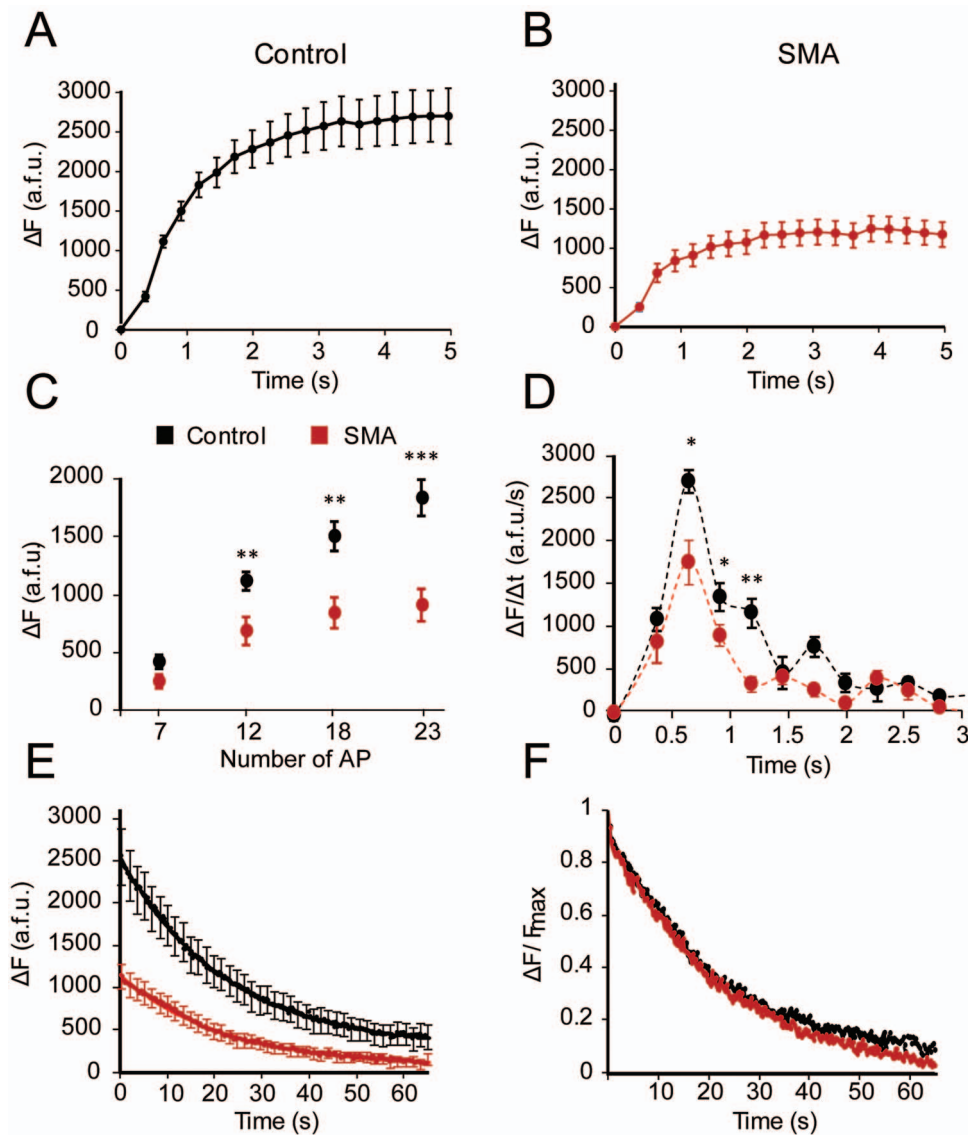 A
Control
3000
2500
2000
1500
1000
500
0
ΔF (a.f.u.)
0 1 2 3 4 5
Time (s)
B
SMA
3000
2500
2000
1500
1000
500
0
ΔF (a.f.u.)
0 1 2 3 4 5
Time (s)
C
Control SMA
2000
1500
1000
500
0
ΔF (a.f.u)
** ** ***
7 12 18 23
Number of AP
D
3000
2500
2000
1500
1000
500
0
ΔF/Δt (a.f.u./s)
* * **
0 0.5 1 1.5 2 2.5 3
Time (s)
E
3000
2500
2000
1500
1000
500
0
ΔF (a.f.u.)
0 10 20 30 40 50 60
Time (s)
F
1
0.8
0.6
0.4
0.2
0
ΔF/Fmax
10 20 30 40 50 60
Time (s)